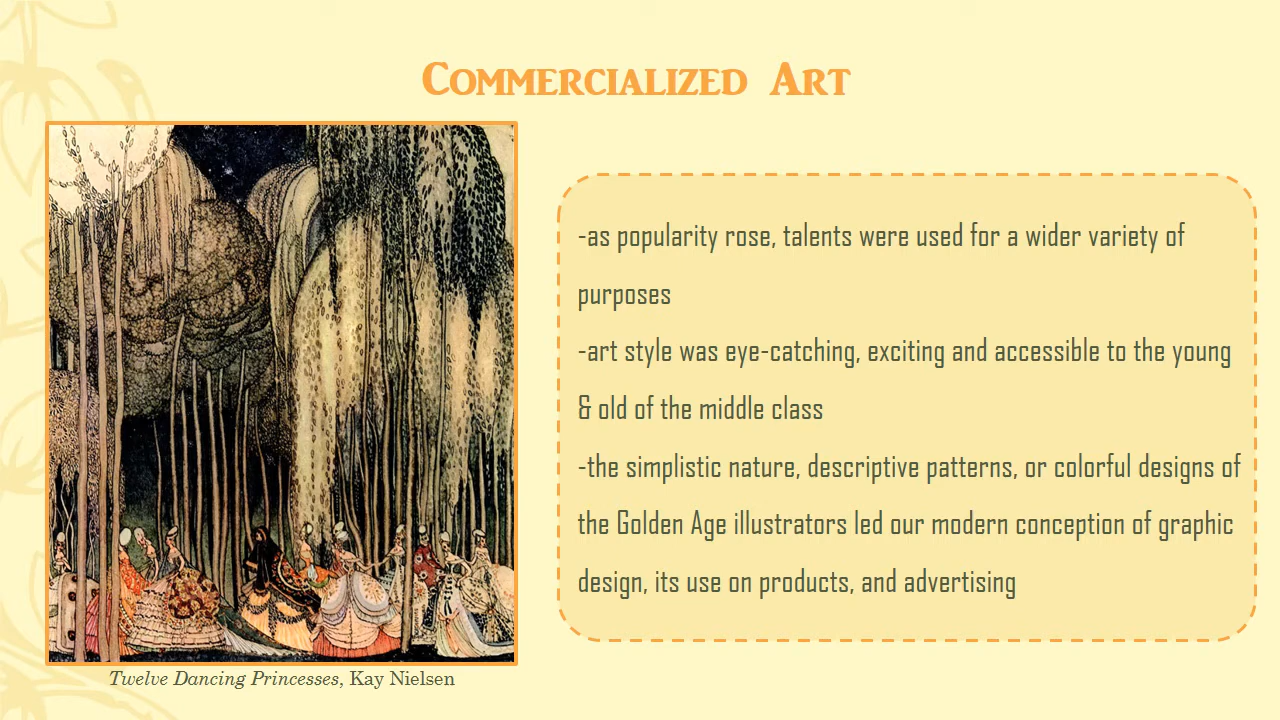 Commercialized Art
-as popularity rose, talents were used for a wider variety of
purposes
-art style was eye-catching, exciting and accessible to the young
& old of the middle class
-the simplistic nature, descriptive patterns, or colorful designs of
the Golden Age illustrators led our modern conception of graphic
design, its use on products, and advertising
Twelve Dancing Princesses, Kay Nielsen